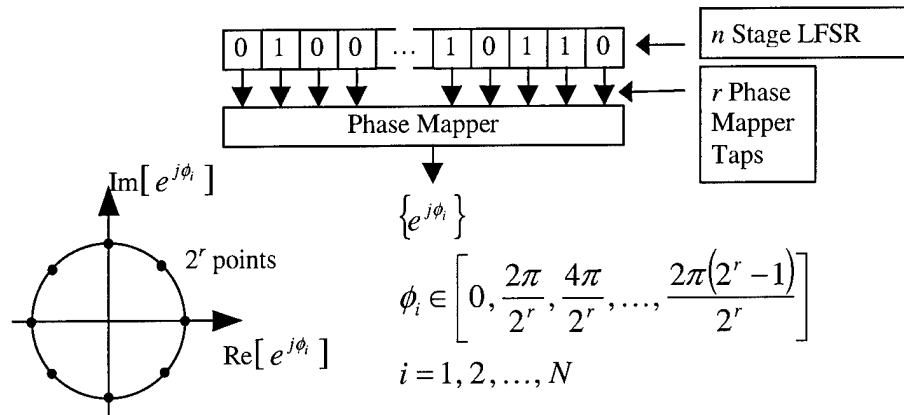 0 1 0 0 ... 1 0 1 1 0
n Stage LFSR
r Phase
Mapper
Taps
Phase Mapper
Im[e^{jϕ_i}]
{e^{jϕ_i}}
2^r points
ϕ_i ∈ [0, 2π/2^r, 4π/2^r, ..., 2π(2^r − 1)/2^r]
Re[e^{jϕ_i}]
i = 1, 2, ..., N